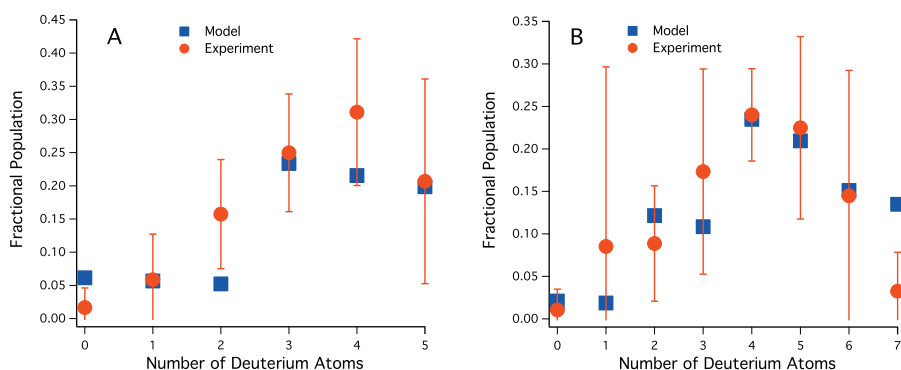 A
Model
Experiment
Fractional Population
0.45
0.40
0.35
0.30
0.25
0.20
0.15
0.10
0.05
0.00
0 1 2 3 4 5
Number of Deuterium Atoms
B
Model
Experiment
Fractional Population
0.35
0.30
0.25
0.20
0.15
0.10
0.05
0.00
0 1 2 3 4 5 6 7
Number of Deuterium Atoms